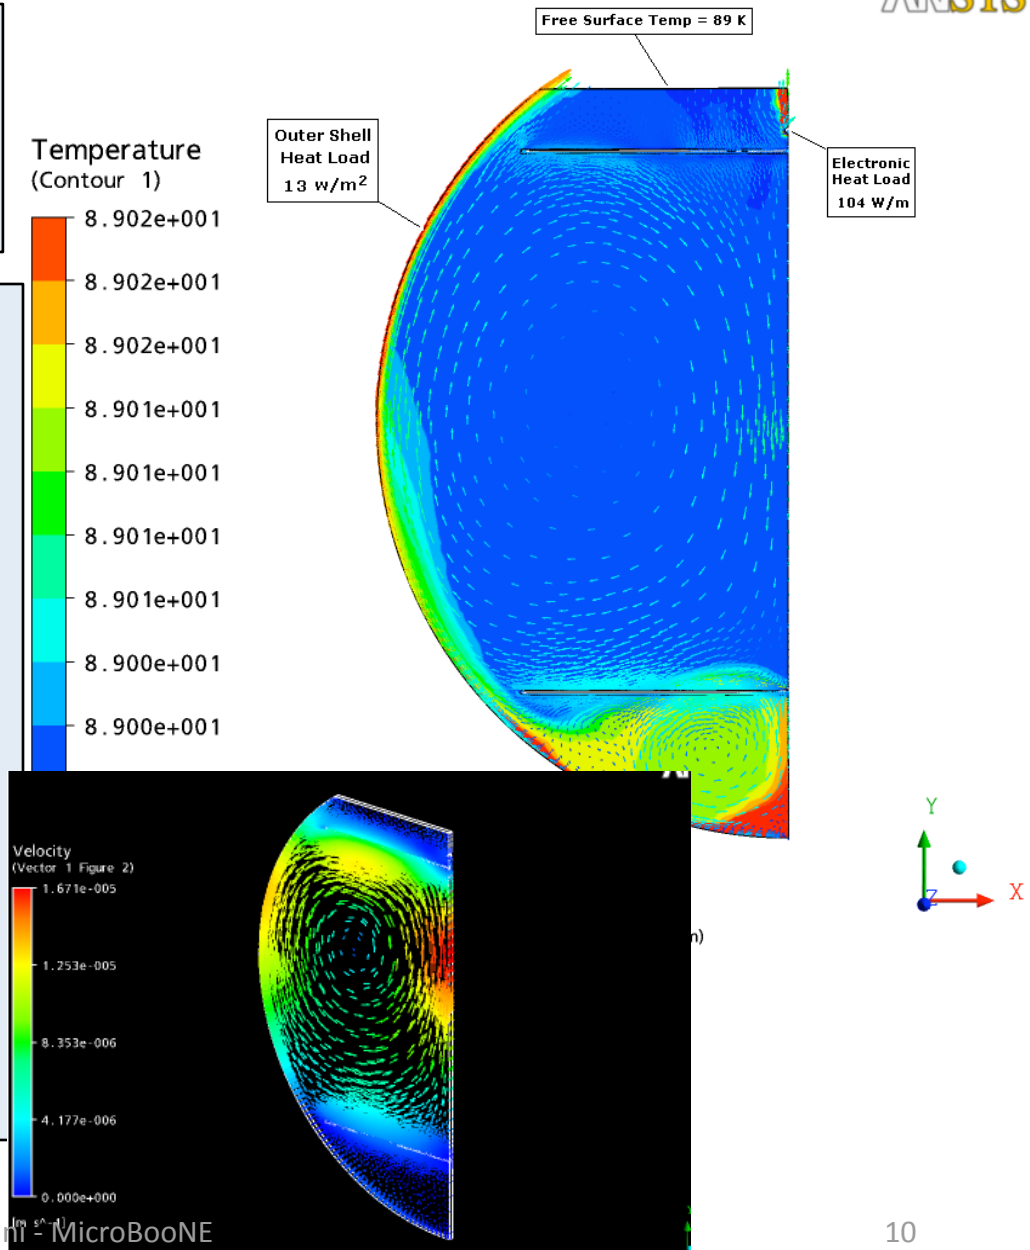 ANSYS
Free Surface Temp = 89 K
Outer Shell
Heat Load
13 W/m²
Electronic
Heat Load
104 W/m
Temperature
(Contour 1)
8.902e+001
8.902e+001
8.902e+001
8.901e+001
8.901e+001
8.901e+001
8.901e+001
8.900e+001
8.900e+001
Y
Z
X
Velocity
(Vector 1 Figure 2)
1.671e-005
1.253e-005
8.353e-006
4.177e-006
0.000e+000
[m s^-1]
ni - MicroBooNE
10